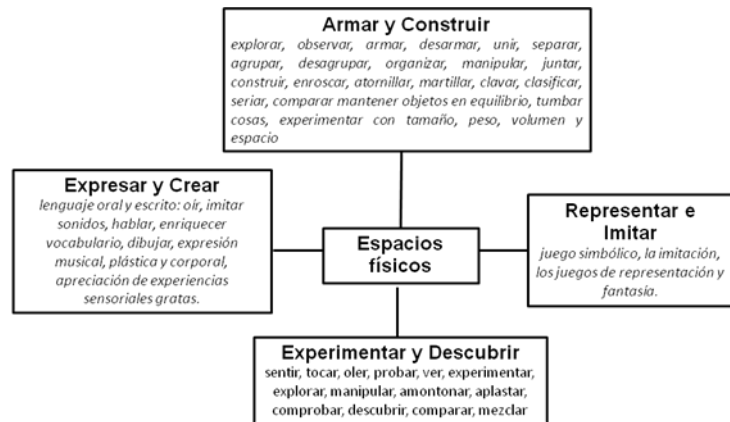 Armar y Construir
explorar, observar, armar, desarmar, unir, separar,
agrupar, desagrupar, organizar, manipular, juntar,
construir, enroscar, atornillar, martillar, clavar, clasificar,
seriar, comparar mantener objetos en equilibrio, tumbar
cosas, experimentar con tamaño, peso, volumen y
espacio
Expresar y Crear
lenguaje oral y escrito: oír, imitar
sonidos, hablar, enriquecer
vocabulario, dibujar, expresión
musical, plástica y corporal,
apreciación de experiencias
sensoriales gratas.
Espacios
físicos
Representar e
Imitar
juego simbólico, la imitación,
los juegos de representación y
fantasía.
Experimentar y Descubrir
sentir, tocar, oler, probar, ver, experimentar,
explorar, manipular, amontonar, aplastar,
comprobar, descubrir, comparar, mezclar